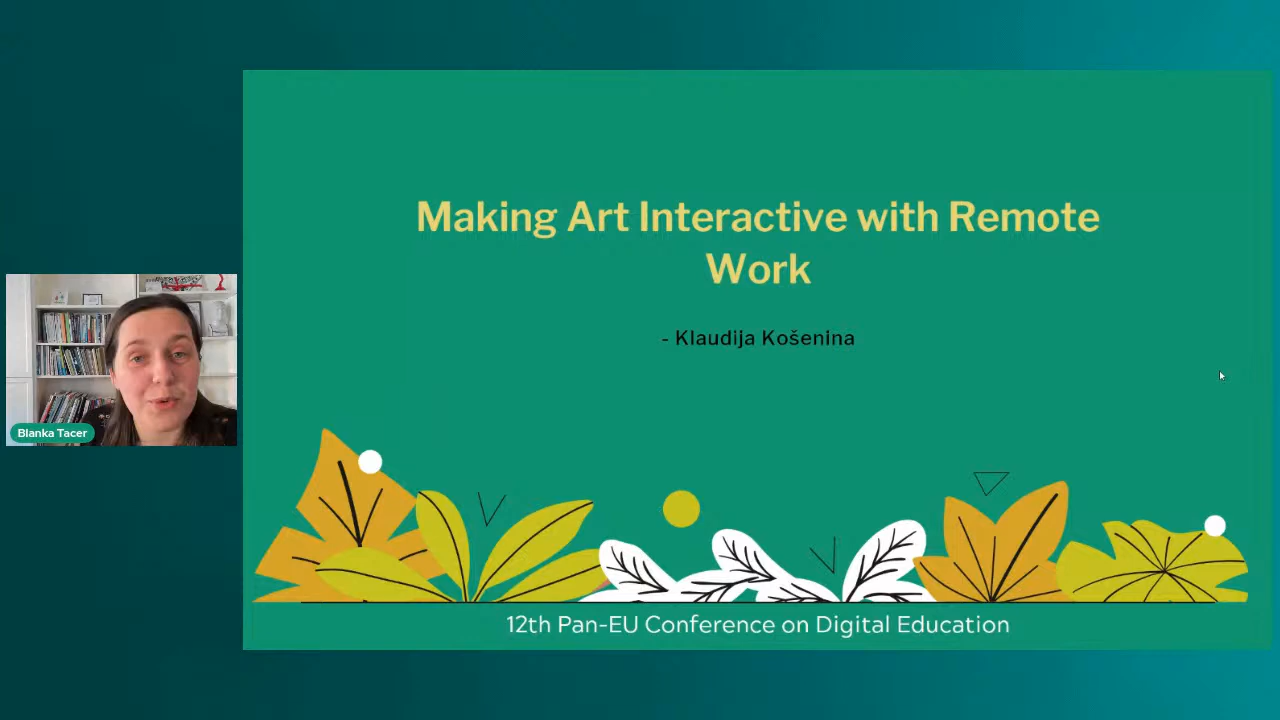 Making Art Interactive with Remote
Work
- Klaudija Košenina
Blanka Tacer
12th Pan-EU Conference on Digital Education